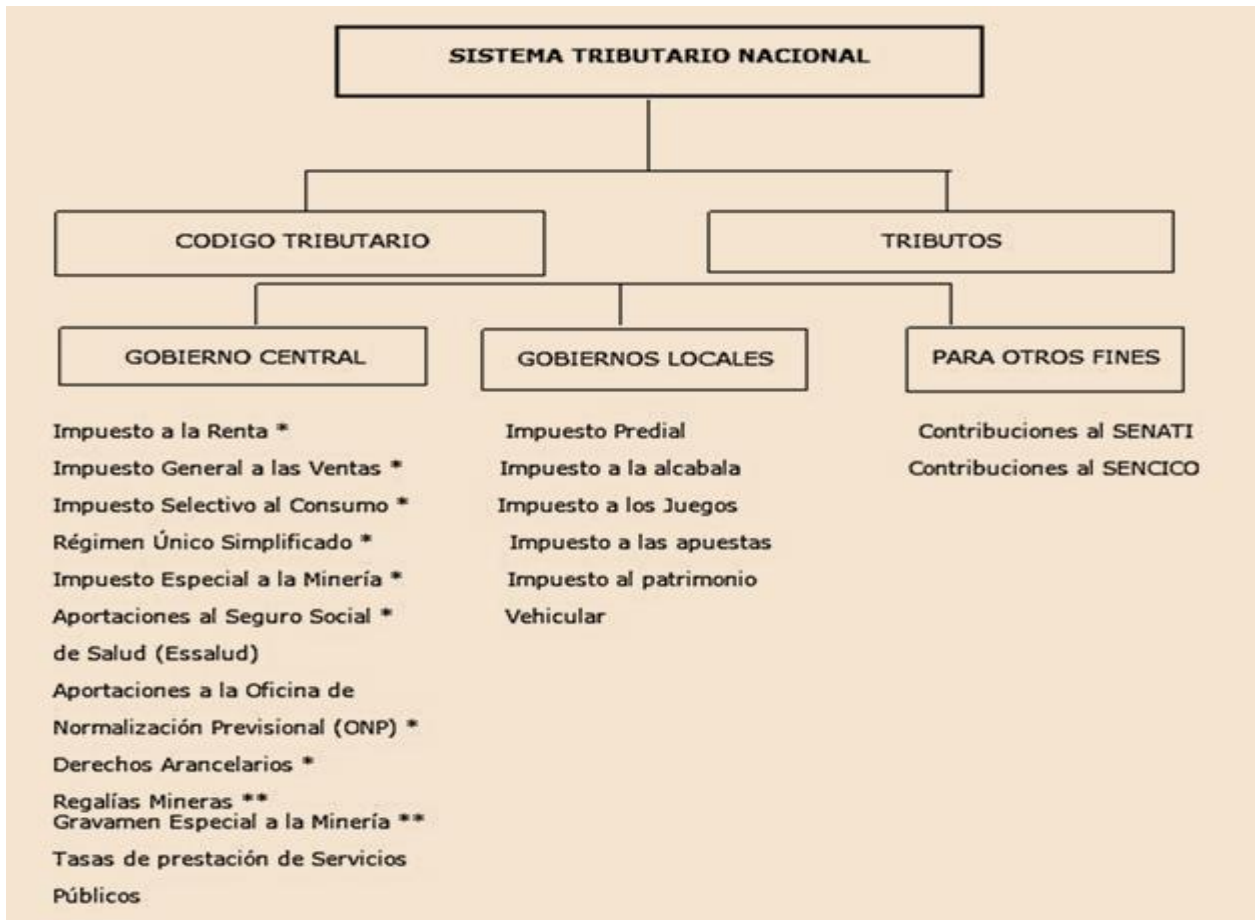 SISTEMA TRIBUTARIO NACIONAL
CODIGO TRIBUTARIO
TRIBUTOS
GOBIERNO CENTRAL
Impuesto a la Renta *
Impuesto General a las Ventas *
Impuesto Selectivo al Consumo *
Régimen Único Simplificado *
Impuesto Especial a la Minería *
Aportaciones al Seguro Social *
de Salud (Essalud)
Aportaciones a la Oficina de
Normalización Previsional (ONP) *
Derechos Arancelarios *
Regalías Mineras **
Gravamen Especial a la Minería **
Tasas de prestación de Servicios
Públicos
GOBIERNOS LOCALES
Impuesto Predial
Impuesto a la alcabala
Impuesto a los Juegos
Impuesto a las apuestas
Impuesto al patrimonio
Vehicular
PARA OTROS FINES
Contribuciones al SENATI
Contribuciones al SENCICO